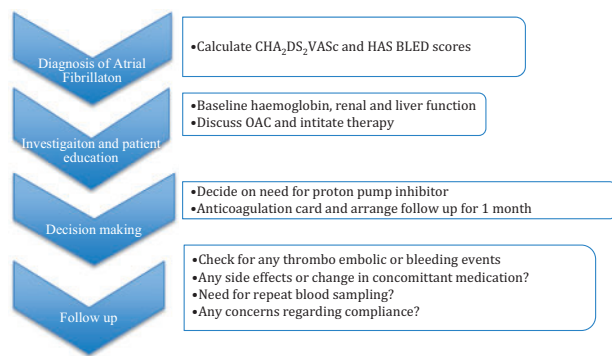 Diagnosis of Atrial
Fibrillaton
•Calculate CHA₂DS₂VASc and HAS BLED scores
Investigaiton and patient
education
•Baseline haemoglobin, renal and liver function
•Discuss OAC and intitate therapy
Decision making
•Decide on need for proton pump inhibitor
•Anticoagulation card and arrange follow up for 1 month
Follow up
•Check for any thrombo embolic or bleeding events
•Any side effects or change in concomittant medication?
•Need for repeat blood sampling?
•Any concerns regarding compliance?